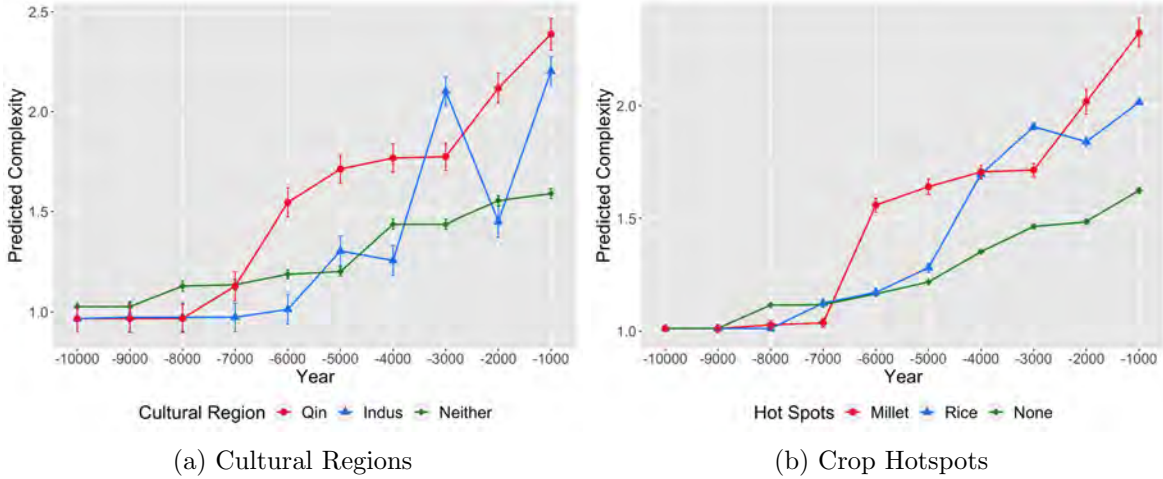 2.5
2.0
1.5
1.0
Predicted Complexity
-10000 -9000 -8000 -7000 -6000 -5000 -4000 -3000 -2000 -1000
Year
Cultural Region Qin Indus Neither
(a) Cultural Regions
2.0
1.5
1.0
Predicted Complexity
-10000 -9000 -8000 -7000 -6000 -5000 -4000 -3000 -2000 -1000
Year
Hot Spots Millet Rice None
(b) Crop Hotspots